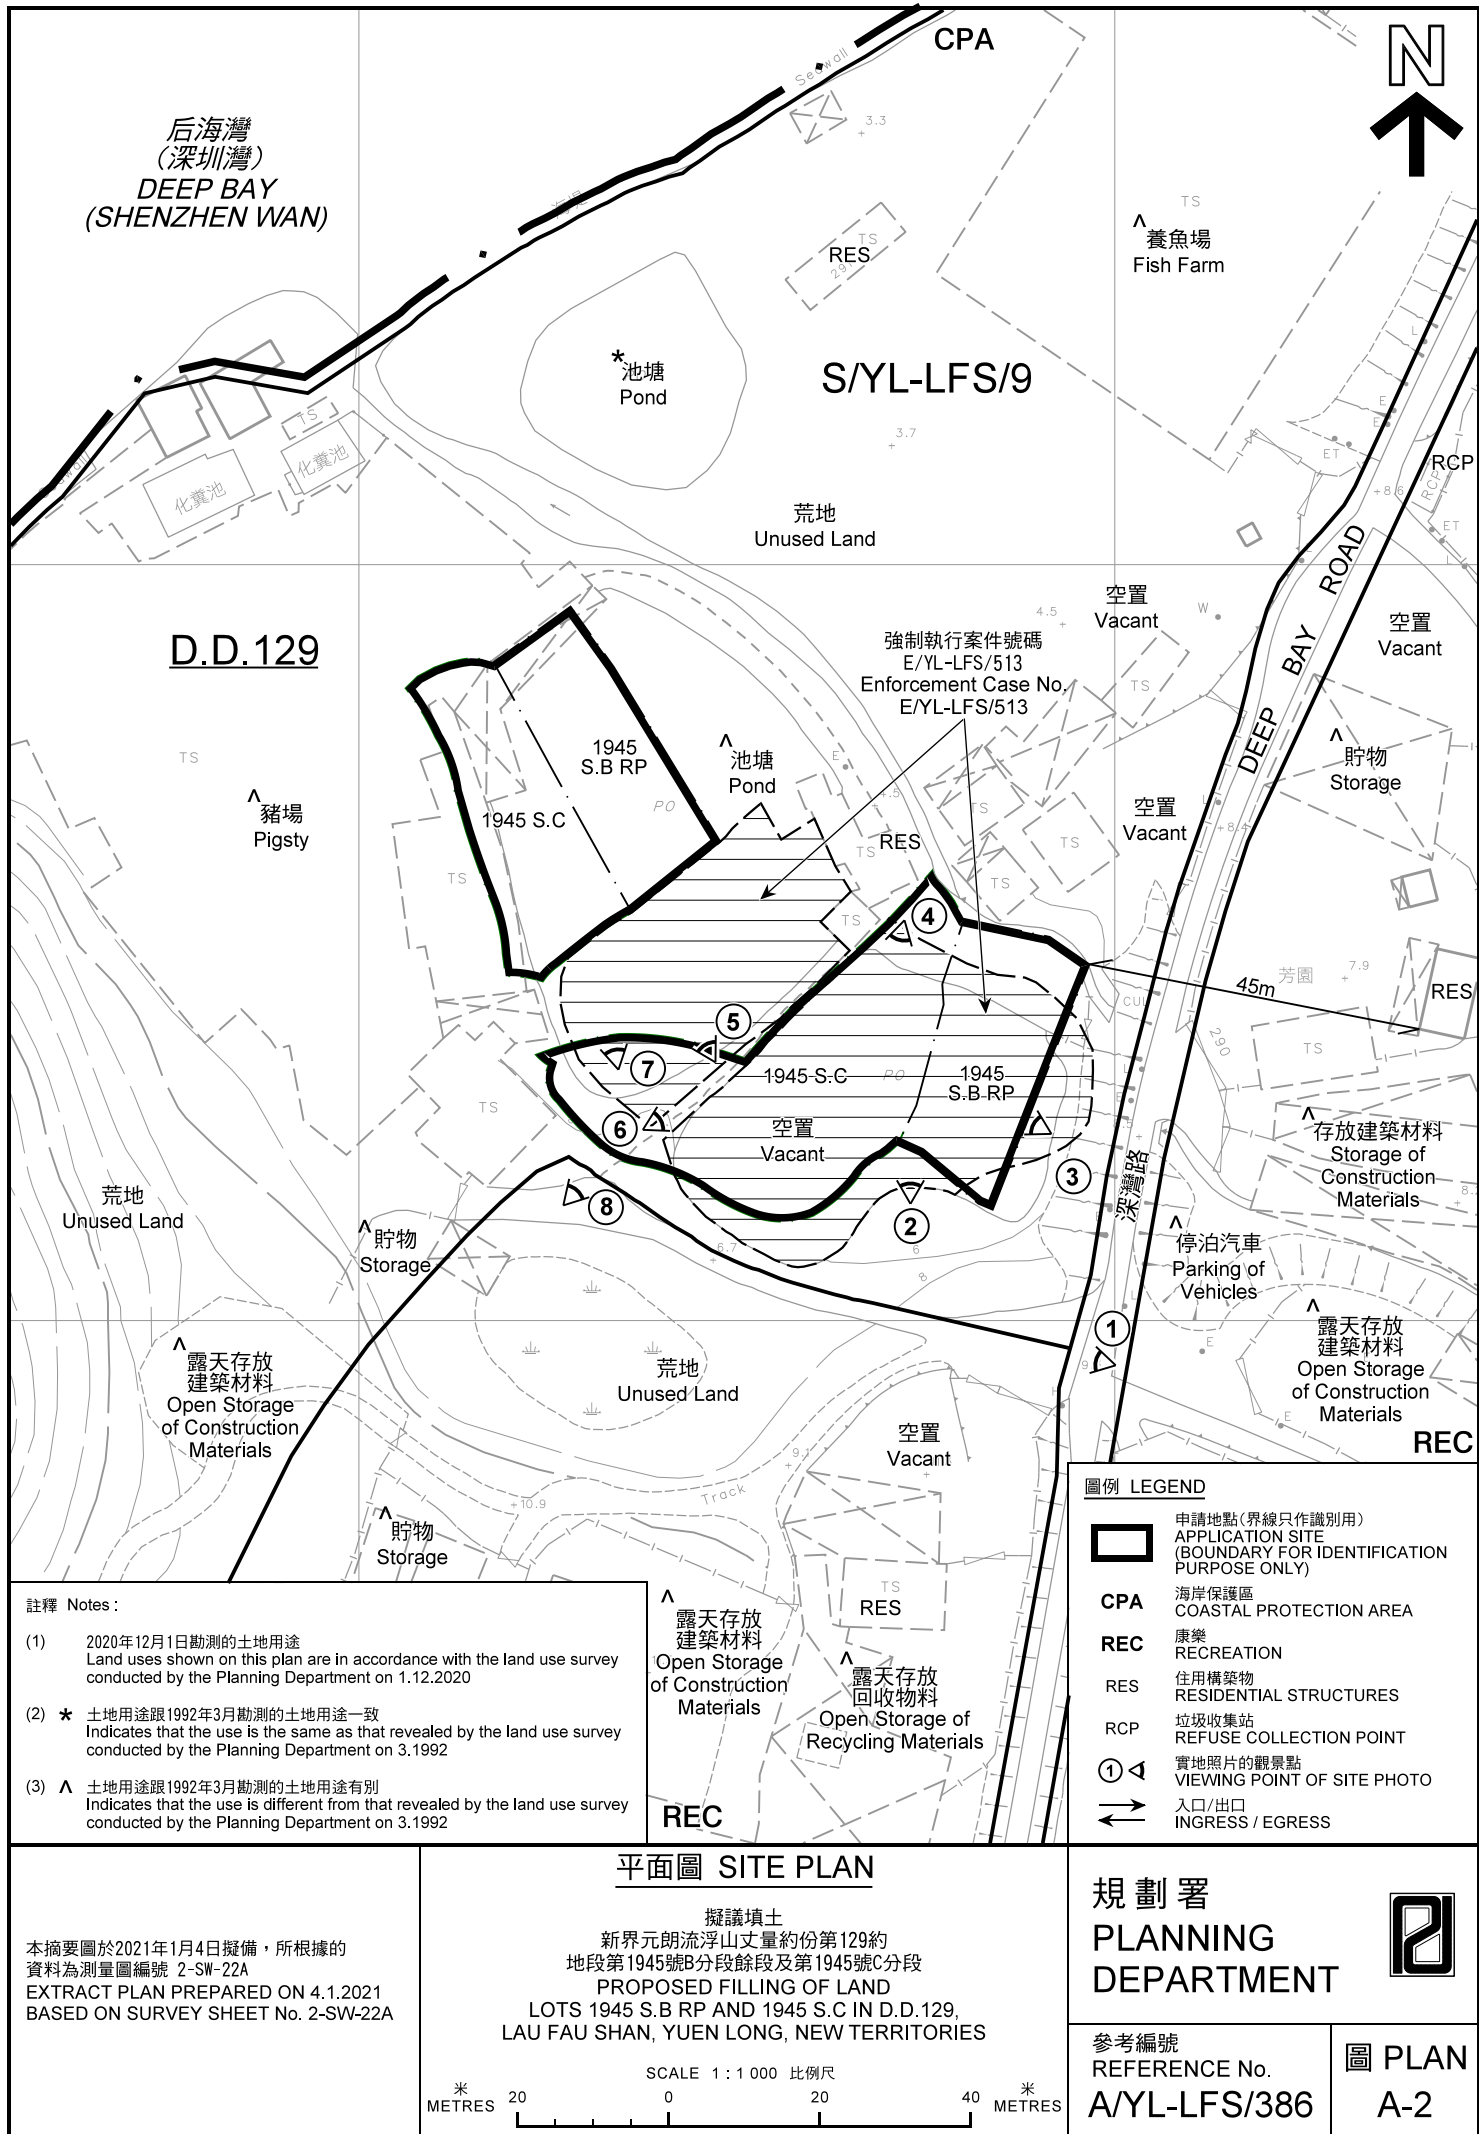 CPA
N
Seawall
3.3
后海灣
(深圳灣)
DEEP BAY
(SHENZHEN WAN)
海堤
TS
^
養魚場
Fish Farm
TS
RES
291
*
池塘
Pond
S/YL-LFS/9
3.7
TS
化糞池
化糞池
L
E
E
ET
RCP
RCP
+8.6
ET
L
荒地
Unused Land
E
DEEP BAY ROAD
空置
Vacant
4.5
W
空置
Vacant
D.D.129
強制執行案件號碼
E/YL-LFS/513
Enforcement Case No.
E/YL-LFS/513
TS
1945
S.B RP
^
池塘
Pond
E
TS
^
貯物
Storage
PO
^
豬場
Pigsty
1945 S.C
空置
Vacant
L
+8.4
TS
TS
RES
TS
TS
TS
TS
4
芳園
7.9
45m
RES
CUL
5
290
TS
7
1945 S.C
PO
1945
S.B RP
L
E
TS
6
空置
Vacant
^
存放建築材料
Storage of
Construction
Materials
3
深灣路
荒地
Unused Land
8
2
^
貯物
Storage
6.7
6
8
^
停泊汽車
Parking of
Vehicles
L
1
E
^
露天存放
建築材料
Open Storage
of Construction
Materials
^
露天存放
建築材料
Open Storage
of Construction
Materials
E
荒地
Unused Land
空置
Vacant
REC
9.1
Track
+10.9
^
貯物
Storage
TS
RES
^
露天存放
建築材料
Open Storage
of Construction
Materials
^
露天存放
回收物料
Open Storage of
Recycling Materials
REC
圖例 LEGEND
申請地點(界線只作識別用)
APPLICATION SITE
(BOUNDARY FOR IDENTIFICATION
PURPOSE ONLY)
CPA 海岸保護區
COASTAL PROTECTION AREA
REC 康樂
RECREATION
RES 住用構築物
RESIDENTIAL STRUCTURES
RCP 垃圾收集站
REFUSE COLLECTION POINT
1 實地照片的觀景點
VIEWING POINT OF SITE PHOTO
入口/出口
INGRESS / EGRESS
註釋 Notes :
(1) 2020年12月1日勘測的土地用途
Land uses shown on this plan are in accordance with the land use survey
conducted by the Planning Department on 1.12.2020
(2) * 土地用途跟1992年3月勘測的土地用途一致
Indicates that the use is the same as that revealed by the land use survey
conducted by the Planning Department on 3.1992
(3) ^ 土地用途跟1992年3月勘測的土地用途有別
Indicates that the use is different from that revealed by the land use survey
conducted by the Planning Department on 3.1992
本摘要圖於2021年1月4日擬備，所根據的
資料為測量圖編號 2-SW-22A
EXTRACT PLAN PREPARED ON 4.1.2021
BASED ON SURVEY SHEET No. 2-SW-22A
平面圖 SITE PLAN
擬議填土
新界元朗流浮山丈量約份第129約
地段第1945號B分段餘段及第1945號C分段
PROPOSED FILLING OF LAND
LOTS 1945 S.B RP AND 1945 S.C IN D.D.129,
LAU FAU SHAN, YUEN LONG, NEW TERRITORIES
SCALE 1 : 1 000 比例尺
米
METRES 20 0 20 40 米
METRES
規劃署
PLANNING
DEPARTMENT
參考編號
REFERENCE No.
A/YL-LFS/386
圖 PLAN
A-2